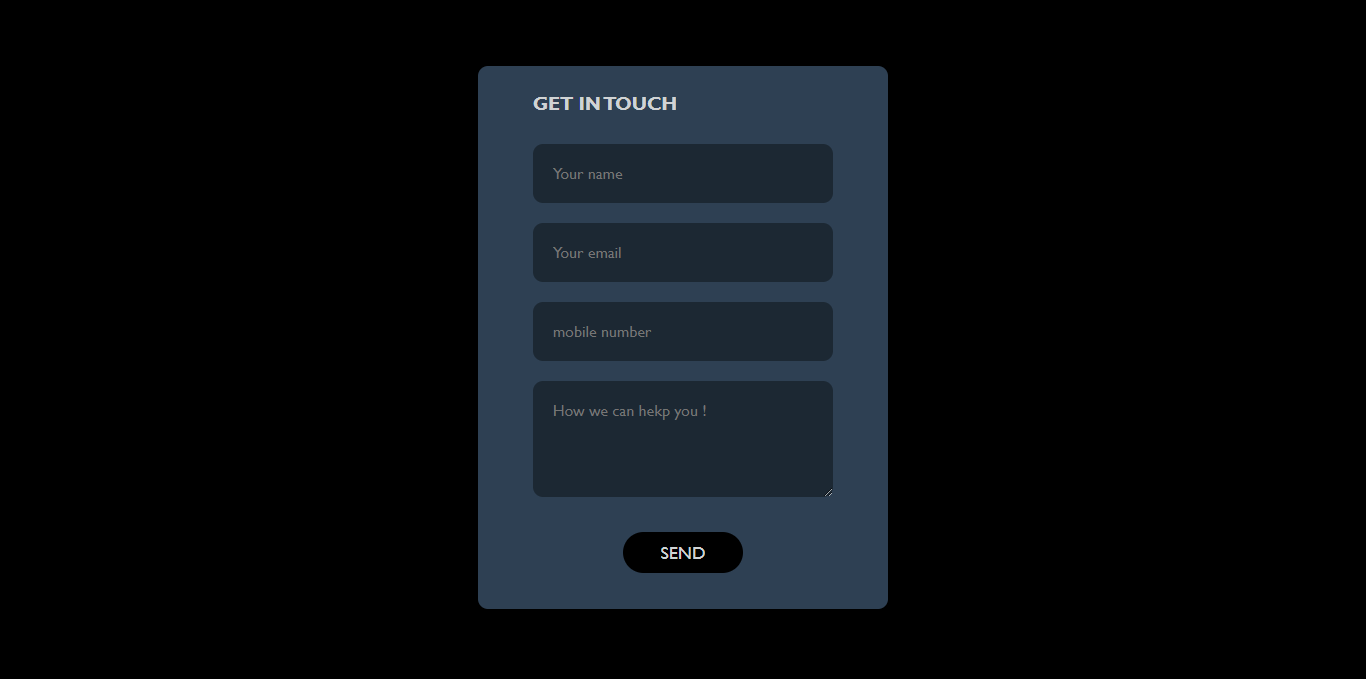 GET IN TOUCH
Your name
Your email
mobile number
How we can hekp you !
SEND